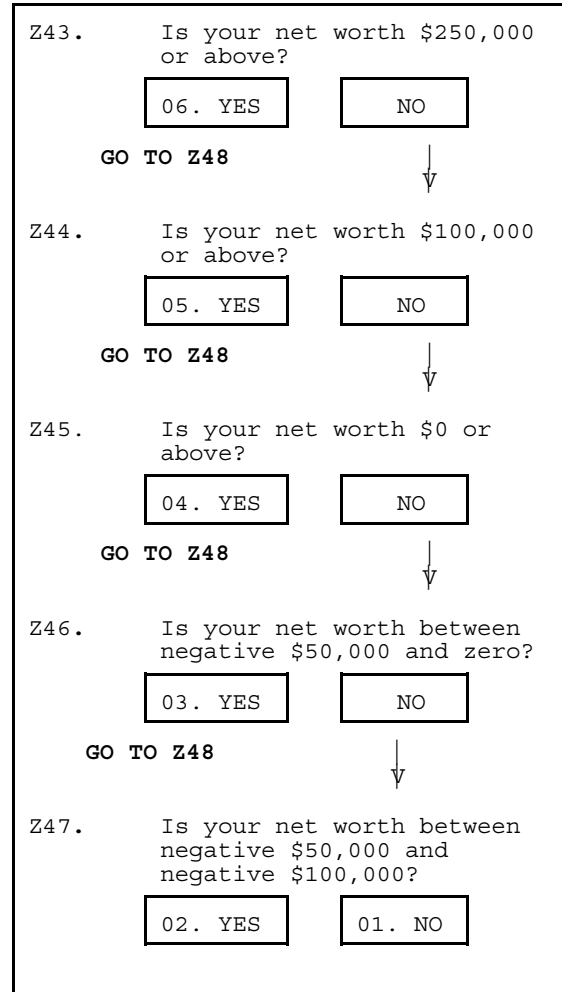 Z43. Is your net worth $250,000
or above?
06. YES NO
GO TO Z48
V
Z44. Is your net worth $100,000
or above?
05. YES NO
GO TO Z48
V
Z45. Is your net worth $0 or
above?
04. YES NO
GO TO Z48
V
Z46. Is your net worth between
negative $50,000 and zero?
03. YES NO
GO TO Z48
V
Z47. Is your net worth between
negative $50,000 and
negative $100,000?
02. YES 01. NO